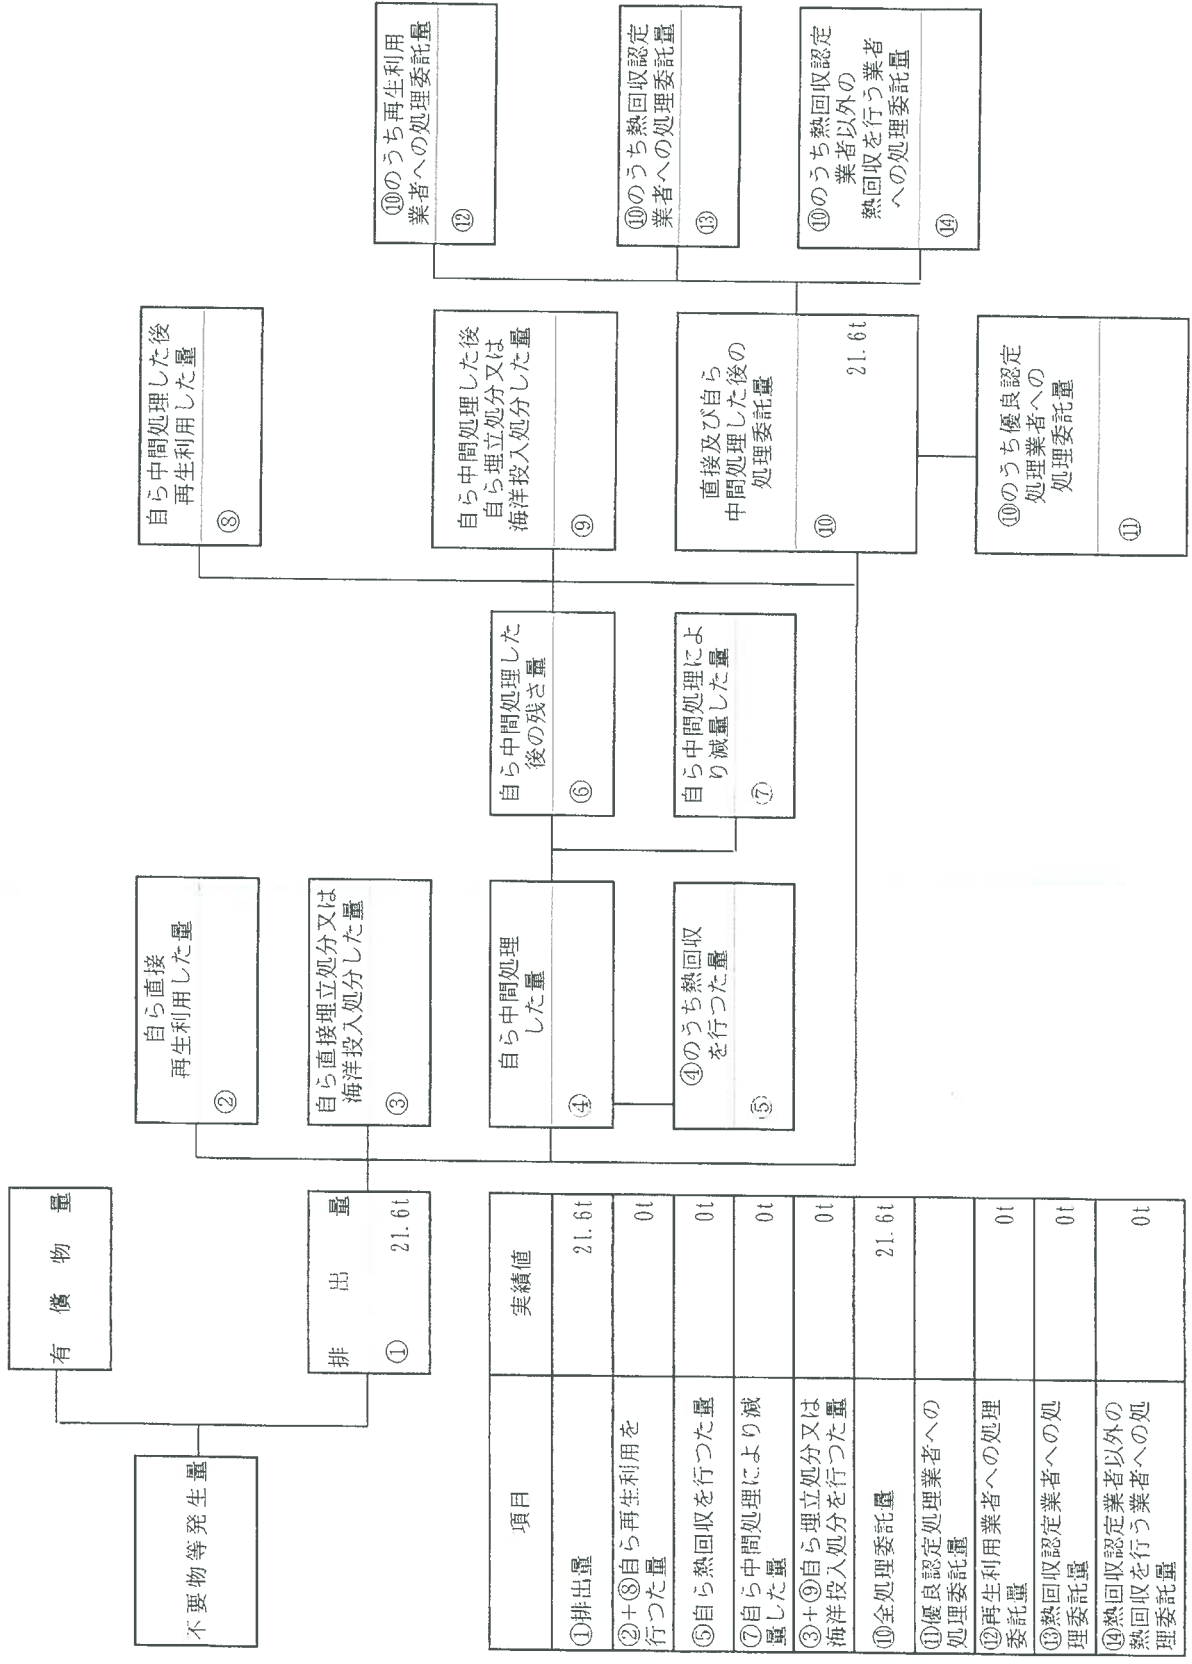 不要物等発生量
有償物量
排出量
① 21.6t
自ら直接
再生利用した量
②
自ら直接埋立処分又は
海洋投入処分した量
③
自ら中間処理
した量
④
④のうち熱回収
を行つた量
⑤
自ら中間処理した
後の残さ量
⑥
自ら中間処理によ
り減量した量
⑦
自ら中間処理した後
再生利用した量
⑧
自ら中間処理した後
自ら埋立処分又は
海洋投入処分した量
⑨
直接及び自ら
中間処理した後の
処理委託量
⑩ 21.6t
⑩のうち優良認定
処理業者への
処理委託量
⑪
⑩のうち再生利用
業者への処理委託量
⑫
⑩のうち熱回収認定
業者への処理委託量
⑬
⑩のうち熱回収認定
業者以外の
熱回収を行う業者
への処理委託量
⑭
項目 実績値
①排出量 21.6t
②+⑧自ら再生利用を
行つた量 0t
⑤自ら熱回収を行つた量 0t
⑦自ら中間処理により減
量した量 0t
③+⑨自ら埋立処分又は
海洋投入処分を行つた量 0t
⑩全処理委託量 21.6t
⑪優良認定処理業者への
処理委託量
⑫再生利用業者への処理
委託量 0t
⑬熱回収認定業者への処
理委託量 0t
⑭熱回収認定業者以外の
熱回収を行う業者への処
理委託量 0t